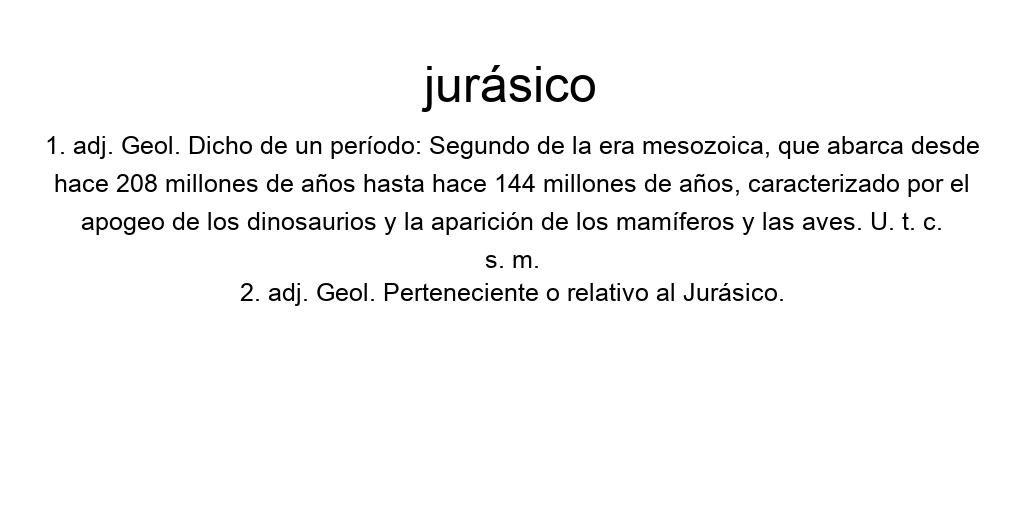 jurásico
1. adj. Geol. Dicho de un período: Segundo de la era mesozoica, que abarca desde
hace 208 millones de años hasta hace 144 millones de años, caracterizado por el
apogeo de los dinosaurios y la aparición de los mamíferos y las aves. U. t. c.
s. m.
2. adj. Geol. Perteneciente o relativo al Jurásico.